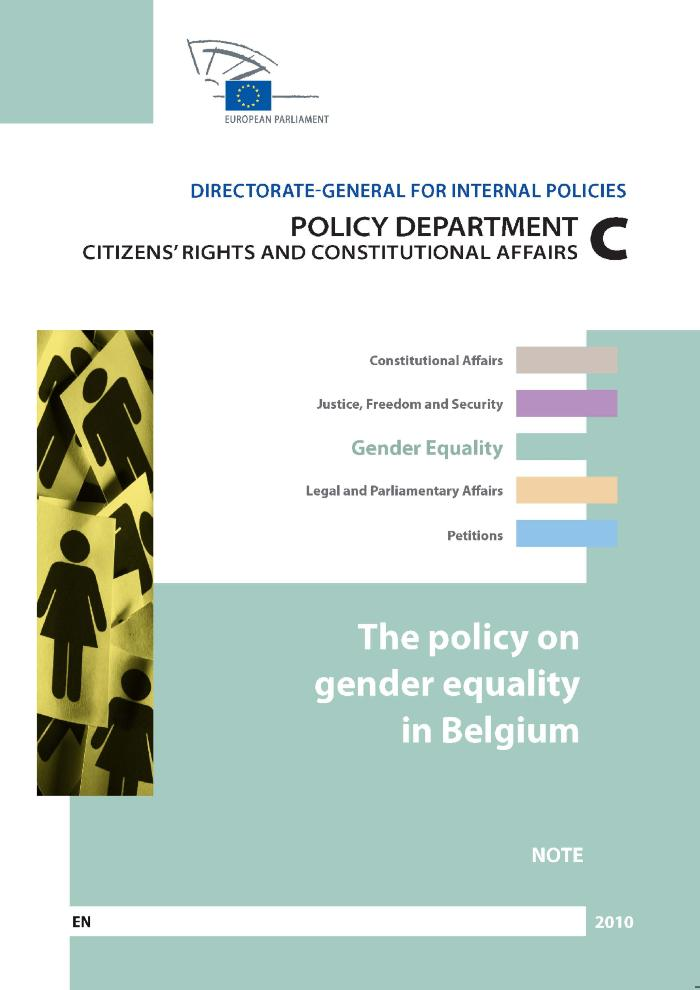 EUROPEAN PARLIAMENT
DIRECTORATE-GENERAL FOR INTERNAL POLICIES
POLICY DEPARTMENT C
CITIZENS' RIGHTS AND CONSTITUTIONAL AFFAIRS
Constitutional Affairs
Justice, Freedom and Security
Gender Equality
Legal and Parliamentary Affairs
Petitions
The policy on
gender equality
in Belgium
NOTE
EN 2010